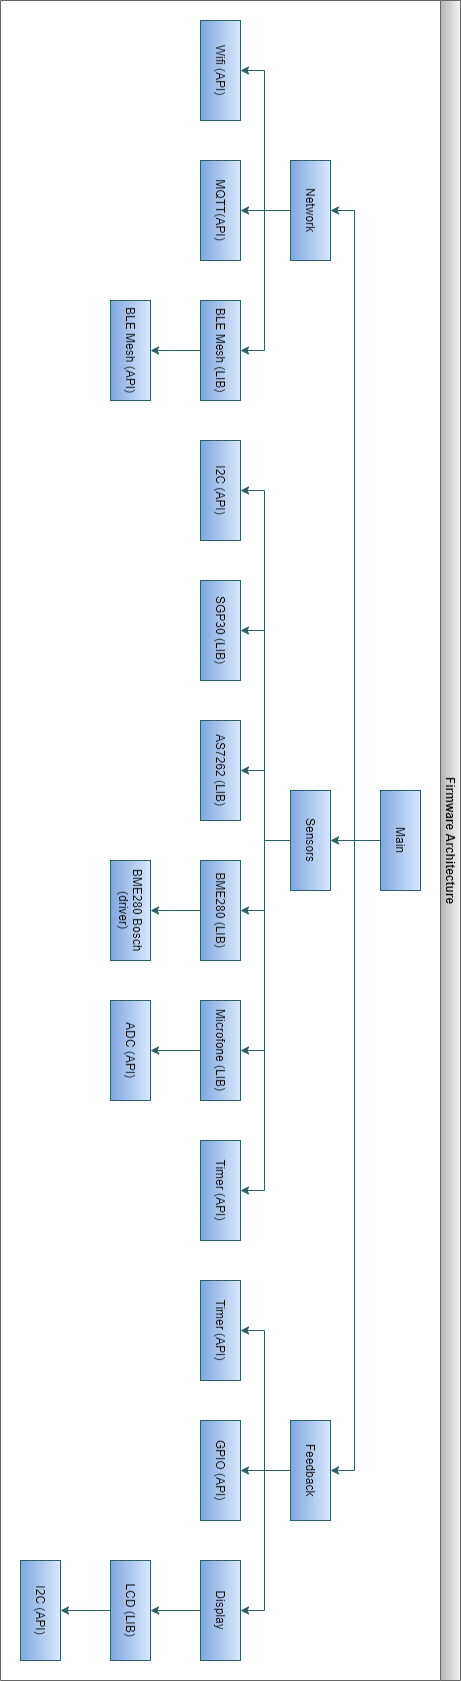 Firmware Architecture
Main
Network
Sensors
Feedback
Wifi (API)
MQTT(API)
BLE Mesh (LIB)
I2C (API)
SGP30 (LIB)
AS7262 (LIB)
BME280 (LIB)
Microfone (LIB)
Timer (API)
Timer (API)
GPIO (API)
Display
BLE Mesh (API)
BME280 Bosch
(driver)
ADC (API)
LCD (LIB)
I2C (API)